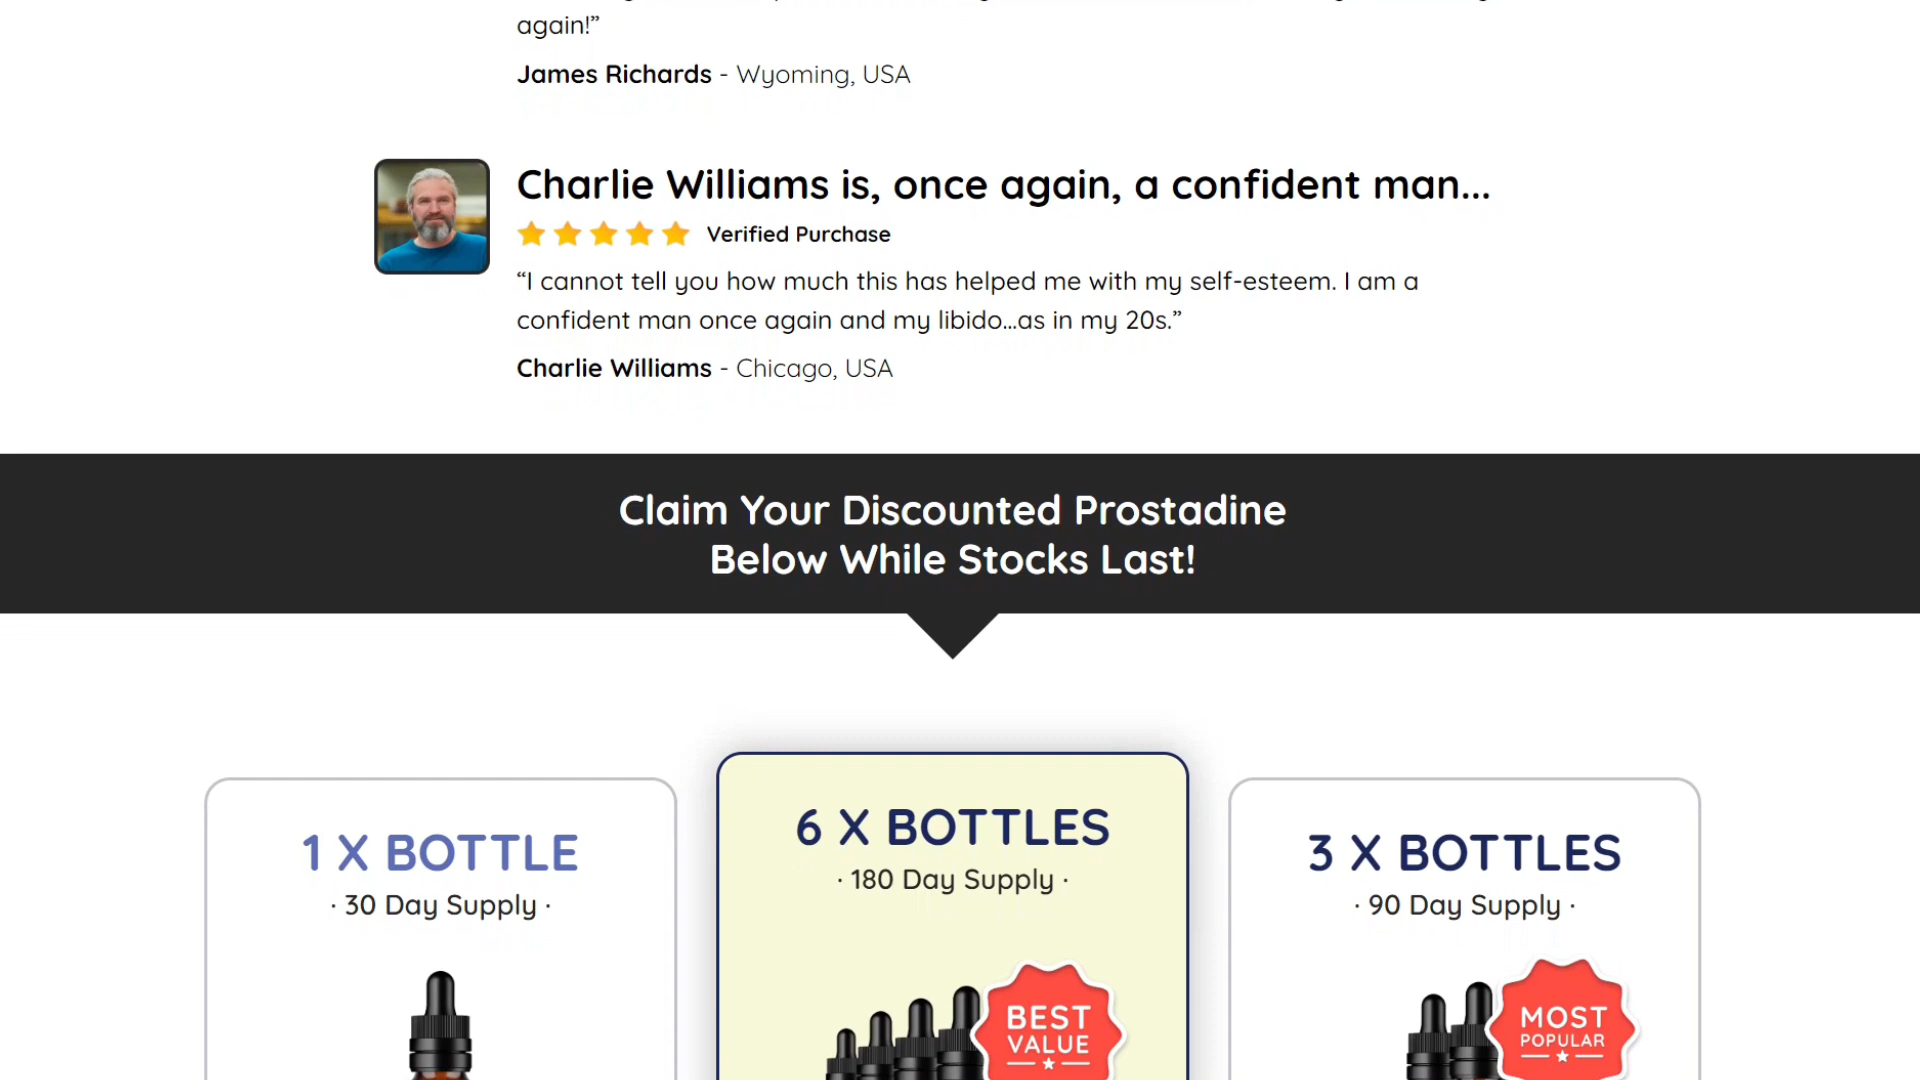 again!”
James Richards - Wyoming, USA
Charlie Williams is, once again, a confident man...
Verified Purchase
“I cannot tell you how much this has helped me with my self-esteem. I am a
confident man once again and my libido...as in my 20s.”
Charlie Williams - Chicago, USA
Claim Your Discounted Prostadine
Below While Stocks Last!
1 X BOTTLE
· 30 Day Supply ·
6 X BOTTLES
· 180 Day Supply ·
BEST
VALUE
3 X BOTTLES
· 90 Day Supply ·
MOST
POPULAR